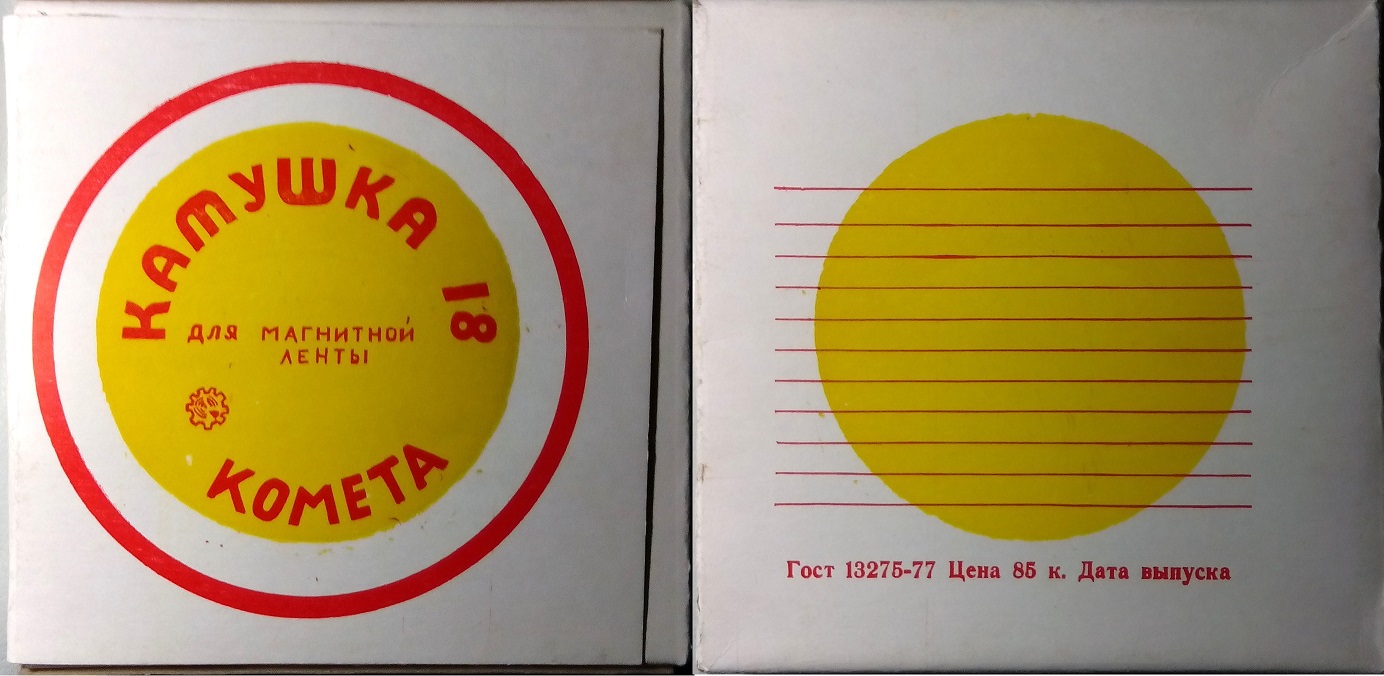 КАТУШКА 18
ДЛЯ МАГНИТНОЙ
ЛЕНТЫ
КОМЕТА
Гост 13275-77 Цена 85 к. Дата выпуска